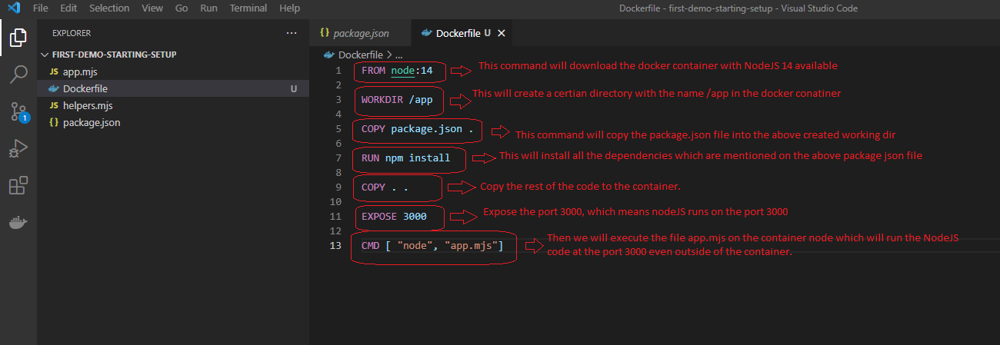 File Edit Selection View Go Run Terminal Help Dockerfile - first-demo-starting-setup - Visual Studio Code
EXPLORER ...
FIRST-DEMO-STARTING-SETUP
JS app.mjs
Dockerfile U
JS helpers.mjs
{} package.json
1
{} package.json Dockerfile U ×
Dockerfile > ...
1 FROM node:14 This command will download the docker container with NodeJS 14 available
2
3 WORKDIR /app This will create a certian directory with the name /app in the docker conatiner
4
5 COPY package.json . This command will copy the package.json file into the above created working dir
6
7 RUN npm install This will install all the dependencies which are mentioned on the above package json file
8
9 COPY . . Copy the rest of the code to the container.
10
11 EXPOSE 3000 Expose the port 3000, which means nodeJS runs on the port 3000
12
13 CMD [ "node", "app.mjs"] Then we will execute the file app.mjs on the container node which will run the NodeJS
code at the port 3000 even outside of the container.